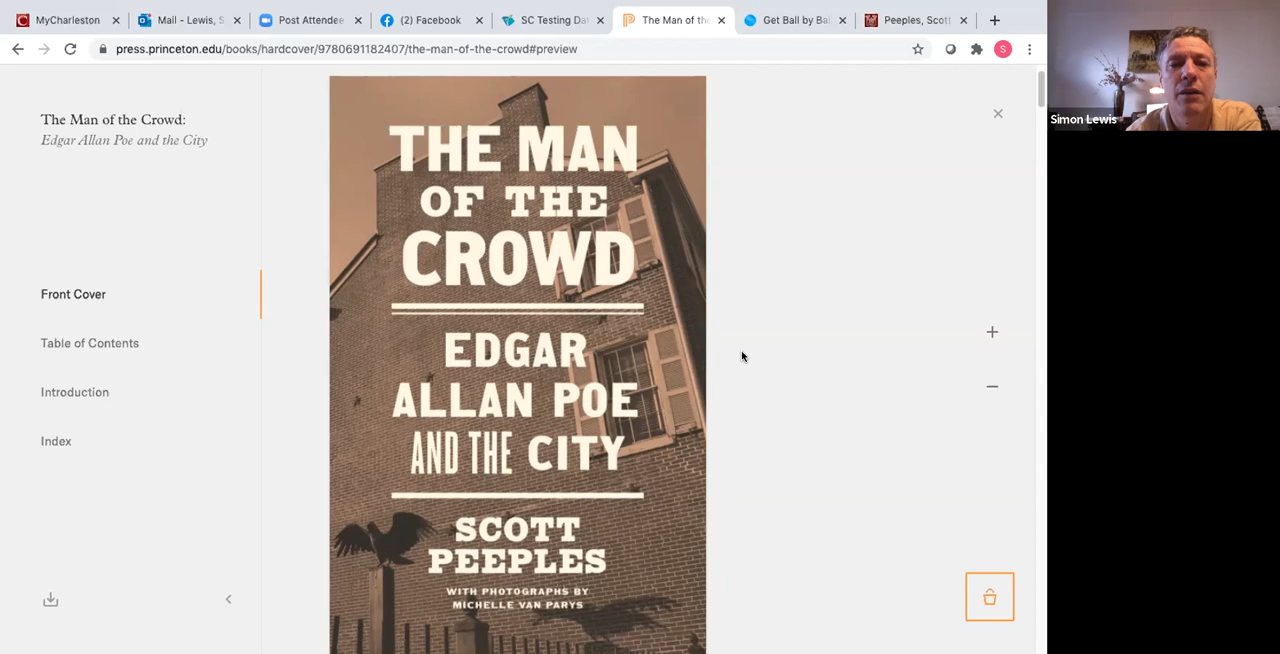 MyCharleston
Mail - Lewis, S
Post Attendee
(2) Facebook
SC Testing Da
The Man of the
Get Ball by Bal
Peeples, Scott
press.princeton.edu/books/hardcover/9780691182407/the-man-of-the-crowd#preview
S
Simon Lewis
The Man of the Crowd:
Edgar Allan Poe and the City
Front Cover
Table of Contents
Introduction
Index
THE MAN
OF THE
CROWD
EDGAR
ALLAN POE
AND THE CITY
SCOTT
PEEPLES
WITH PHOTOGRAPHS BY
MICHELLE VAN PARYS